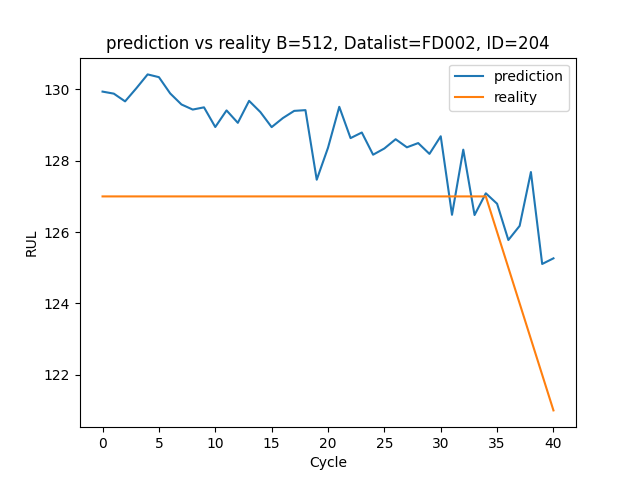 prediction vs reality B=512, Datalist=FD002, ID=204
prediction
reality
130
128
126
124
122
RUL
0 5 10 15 20 25 30 35 40
Cycle